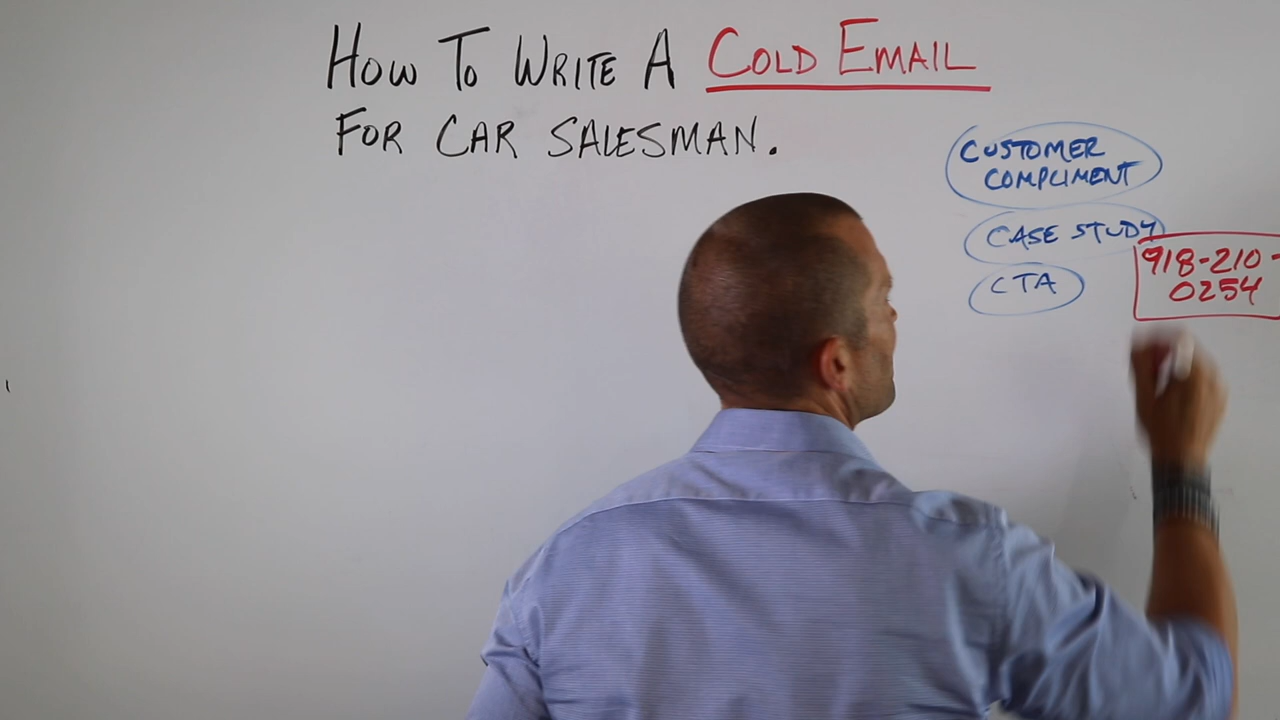 How To WRITE A COLD EMAIL
FOR CAR SALESMAN.
CUSTOMER
COMPLIMENT
CASE STUDY
CTA
918-210-
0254